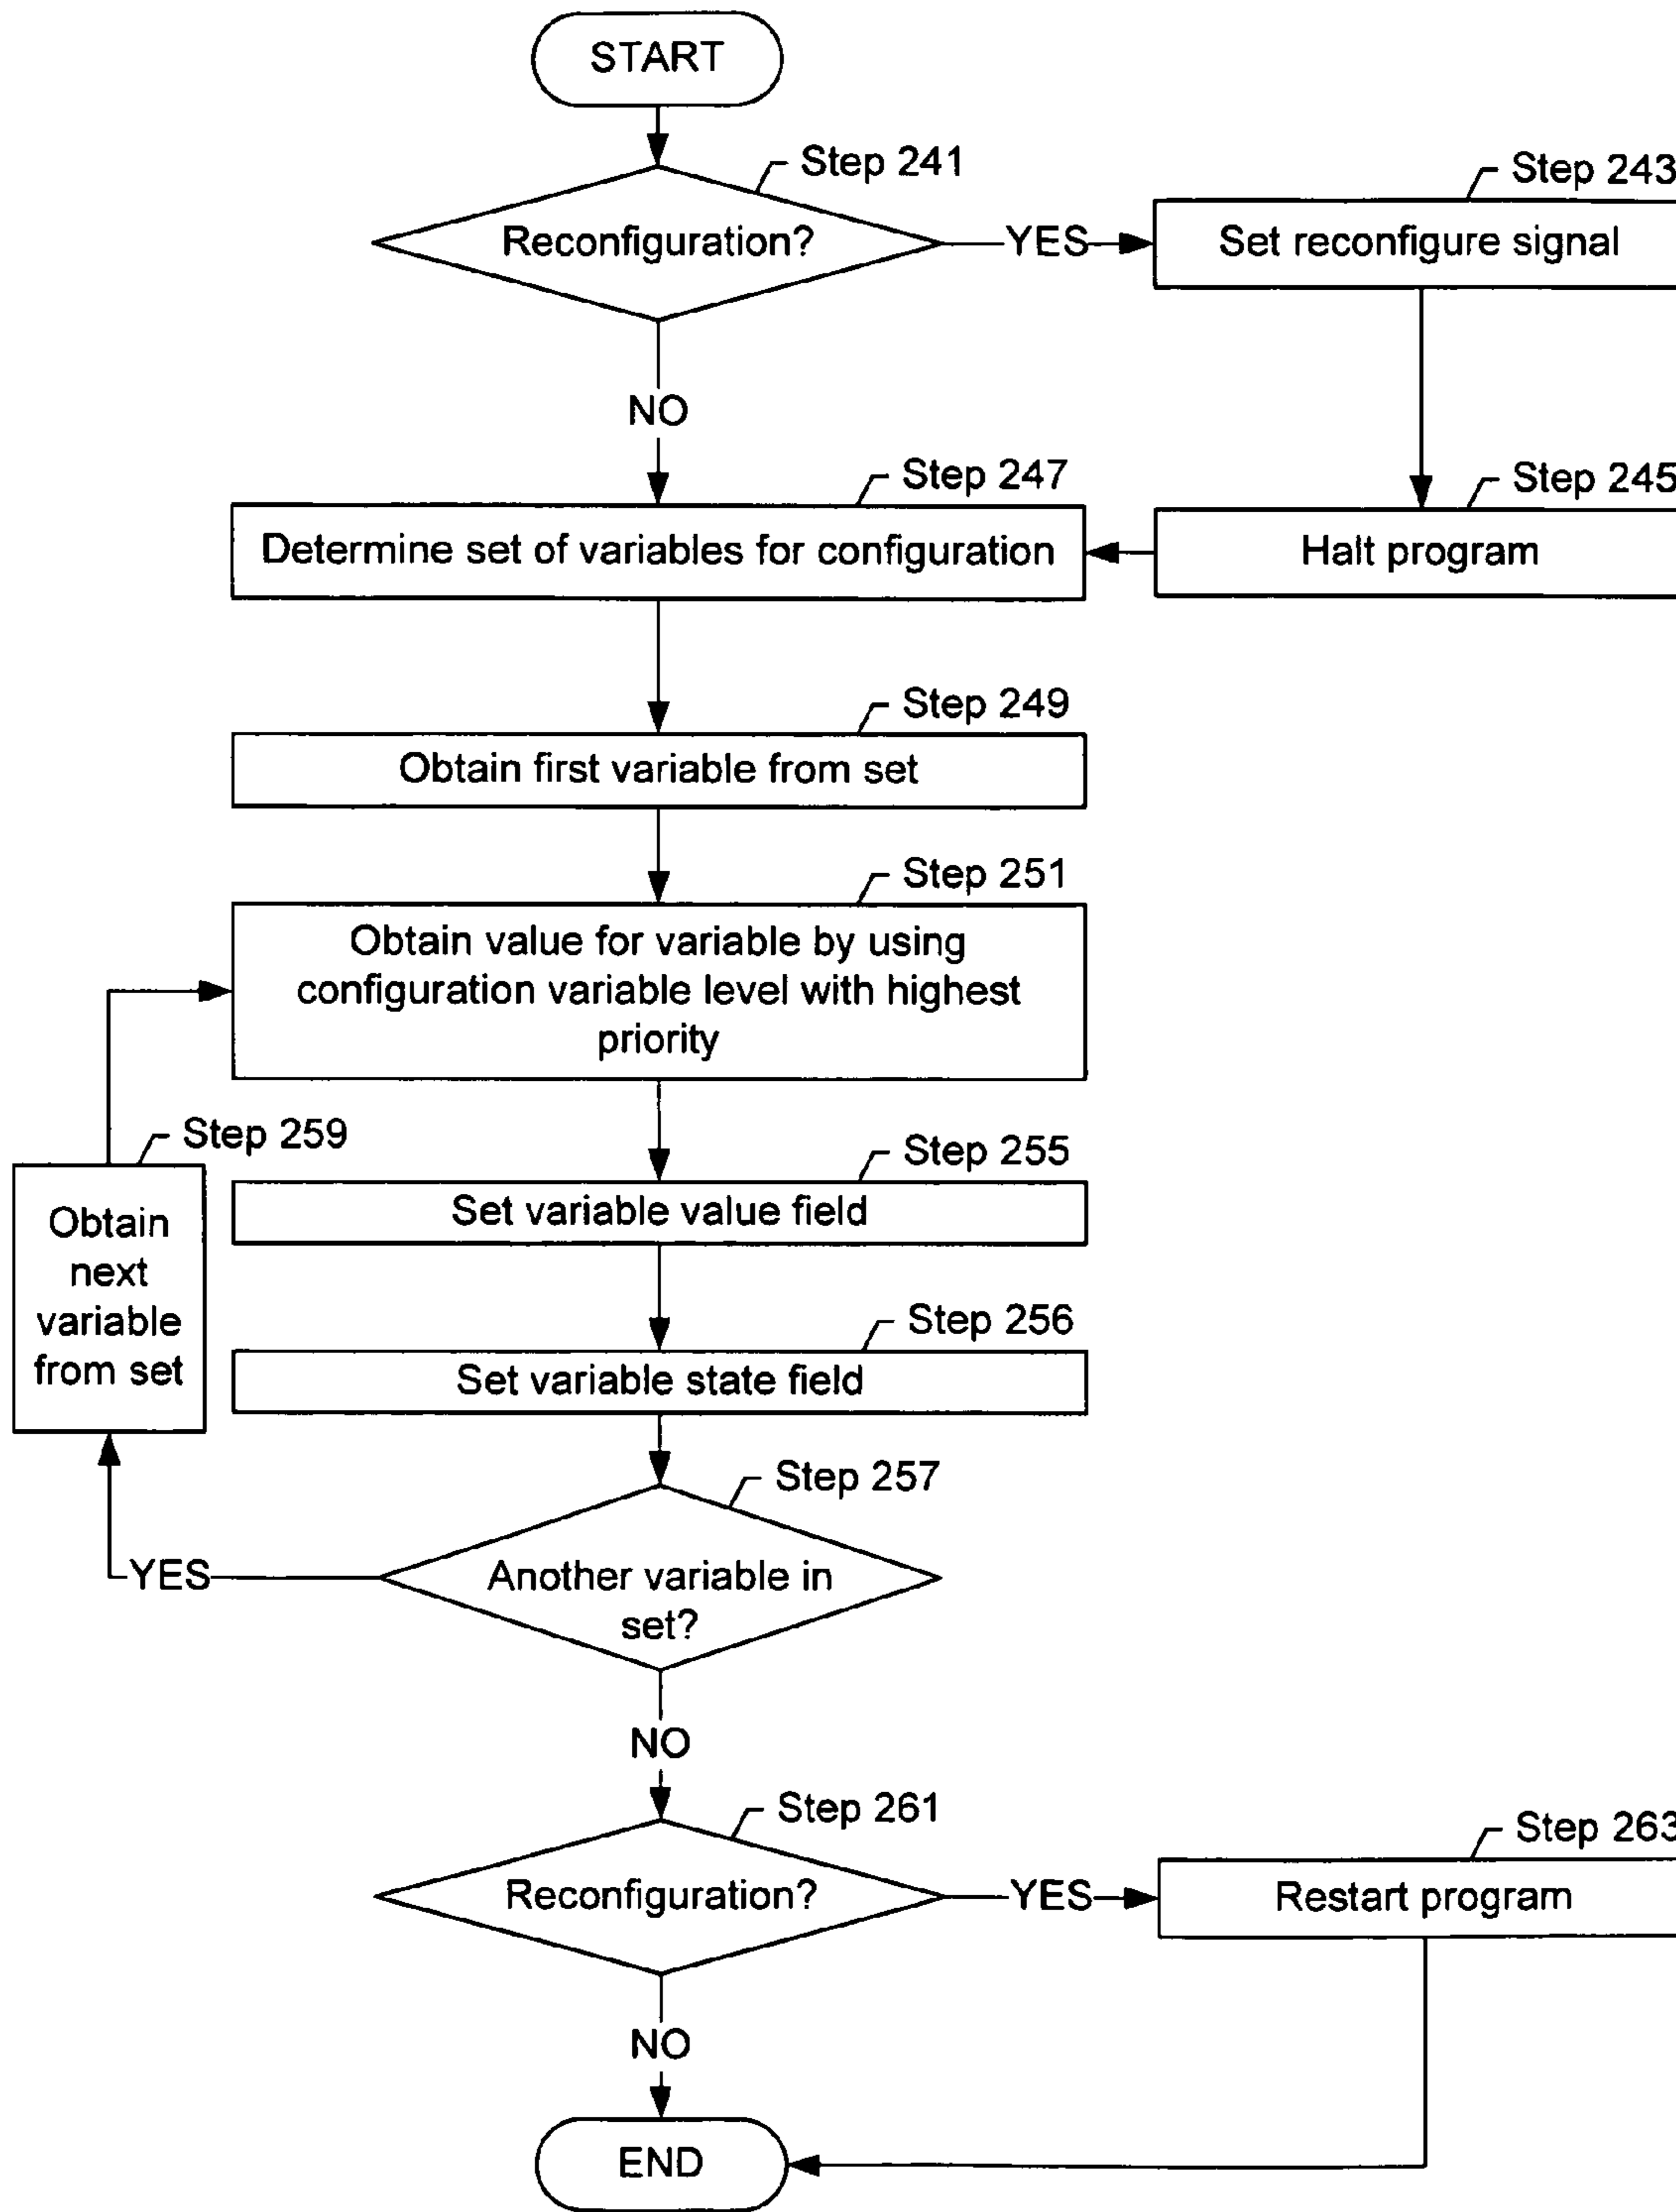 START
Step 241
Reconfiguration?
YES
Step 243
Set reconfigure signal
NO
Step 247
Determine set of variables for configuration
Step 245
Halt program
Step 249
Obtain first variable from set
Step 251
Obtain value for variable by using
configuration variable level with highest
priority
Step 259
Obtain
next
variable
from set
Step 255
Set variable value field
Step 256
Set variable state field
Step 257
Another variable in
set?
YES
NO
Step 261
Reconfiguration?
YES
Step 263
Restart program
NO
END